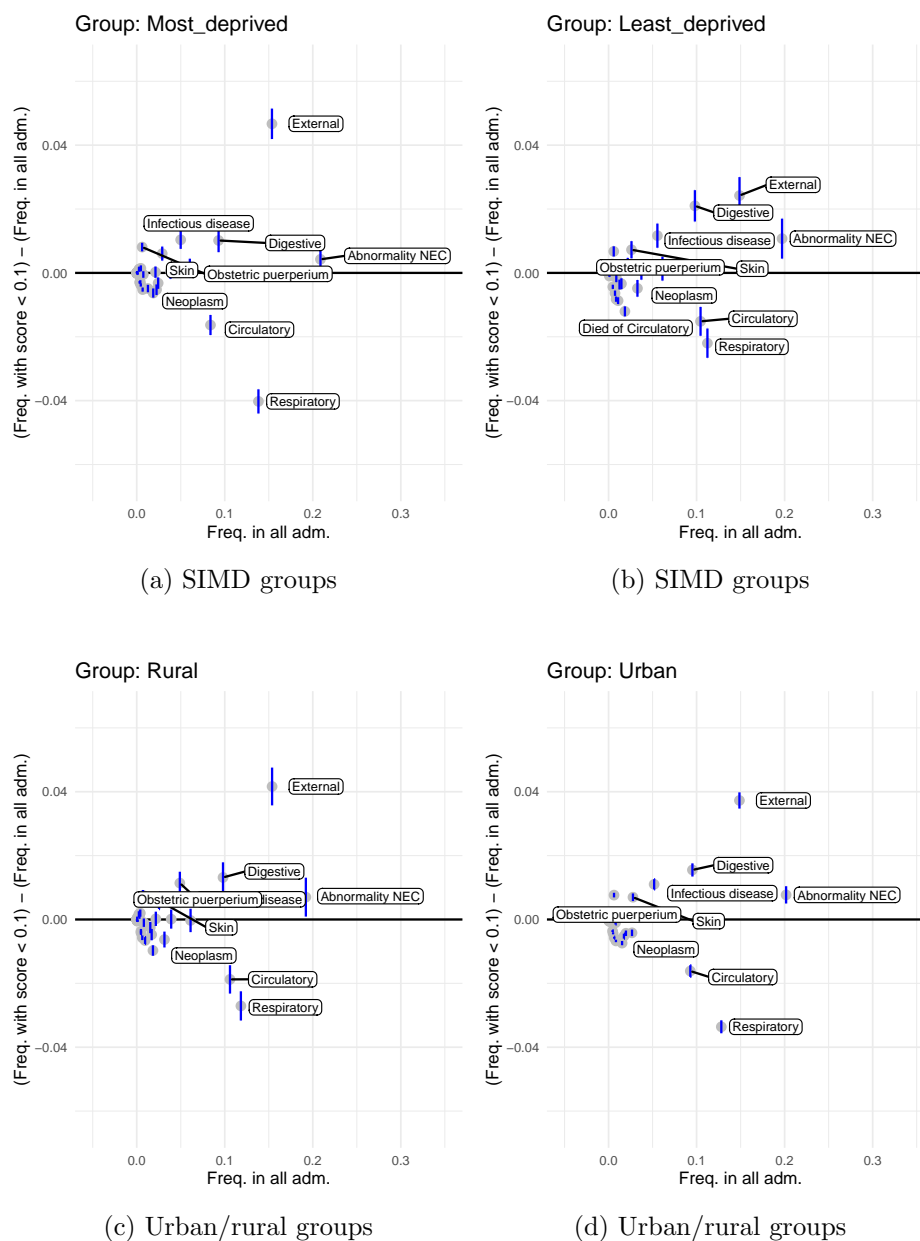 Group: Most_deprived
(Freq. with score < 0.1) − (Freq. in all adm.)
0.04
0.00
−0.04
External
Infectious disease
Digestive
Abnormality NEC
Skin
Obstetric puerperium
Neoplasm
Circulatory
Respiratory
0.0 0.1 0.2 0.3
Freq. in all adm.
(a) SIMD groups
Group: Least_deprived
(Freq. with score < 0.1) − (Freq. in all adm.)
0.04
0.00
−0.04
External
Digestive
Infectious disease
Abnormality NEC
Obstetric puerperium
Skin
Neoplasm
Died of Circulatory
Circulatory
Respiratory
0.0 0.1 0.2 0.3
Freq. in all adm.
(b) SIMD groups
Group: Rural
(Freq. with score < 0.1) − (Freq. in all adm.)
0.04
0.00
−0.04
External
Digestive
Obstetric puerperium
disease
Abnormality NEC
Skin
Neoplasm
Circulatory
Respiratory
0.0 0.1 0.2 0.3
Freq. in all adm.
(c) Urban/rural groups
Group: Urban
(Freq. with score < 0.1) − (Freq. in all adm.)
0.04
0.00
−0.04
External
Digestive
Infectious disease
Abnormality NEC
Obstetric puerperium
Skin
Neoplasm
Circulatory
Respiratory
0.0 0.1 0.2 0.3
Freq. in all adm.
(d) Urban/rural groups